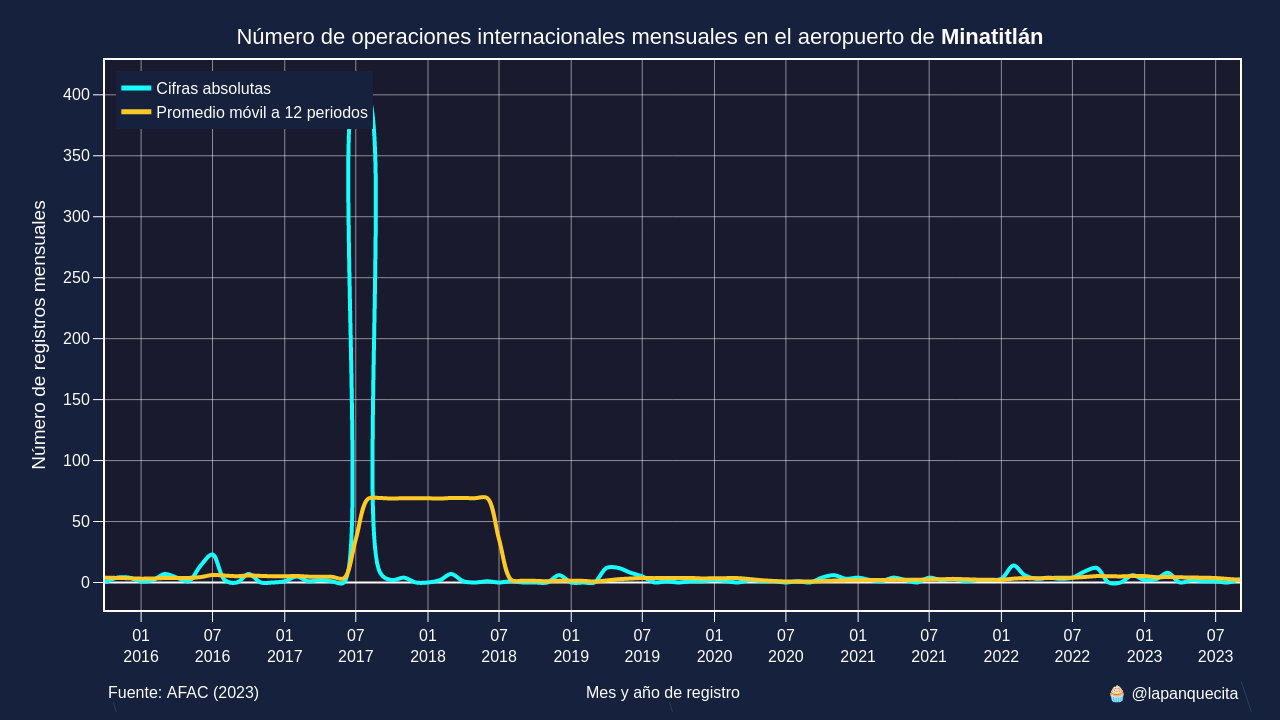 Número de operaciones internacionales mensuales en el aeropuerto de Minatitlán
Cifras absolutas
Promedio móvil a 12 periodos
Número de registros mensuales
400
350
300
250
200
150
100
50
0
01 07 01 07 01 07 01 07 01 07 01 07 01 07 01 07
2016 2016 2017 2017 2018 2018 2019 2019 2020 2020 2021 2021 2022 2022 2023 2023
Fuente: AFAC (2023)
Mes y año de registro
🧁 @lapanquecita